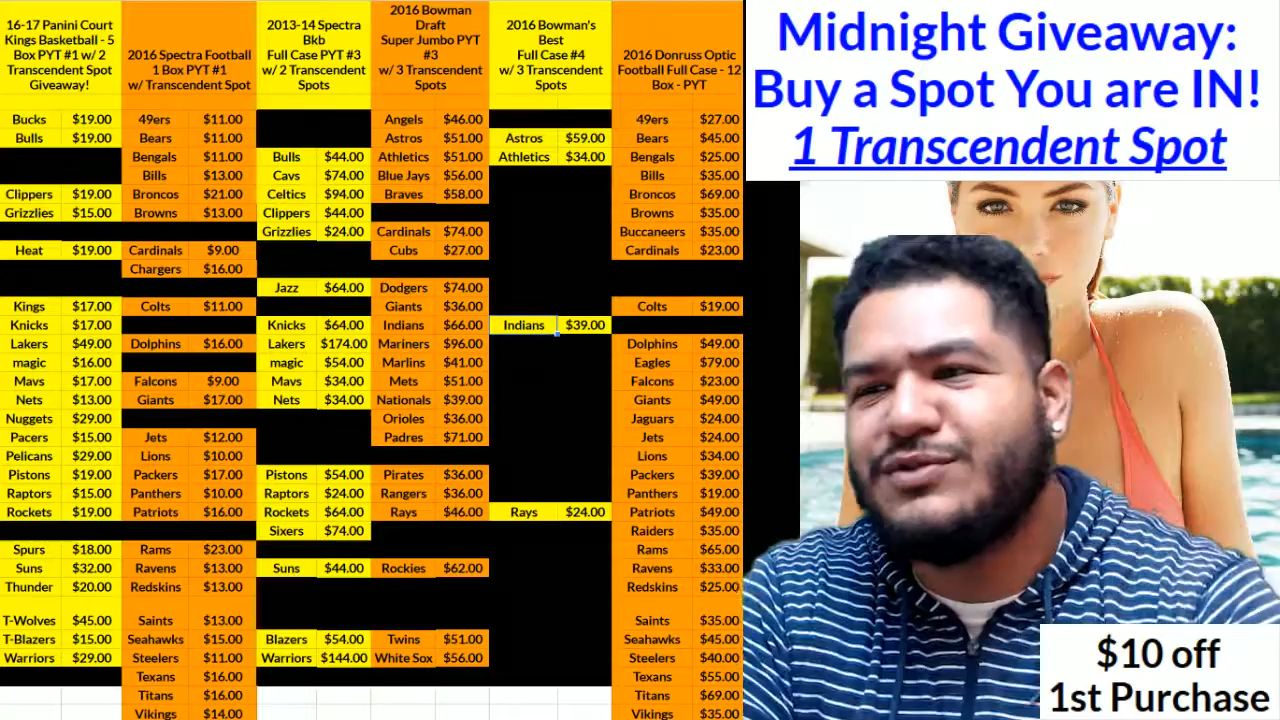 16-17 Panini Court
Kings Basketball - 5
Box PYT #1 w/ 2
Transcendent Spot
Giveaway!
Bucks $19.00
Bulls $19.00
Clippers $19.00
Grizzlies $15.00
Heat $19.00
Kings $17.00
Knicks $17.00
Lakers $49.00
magic $16.00
Mavs $17.00
Nets $13.00
Nuggets $29.00
Pacers $15.00
Pelicans $29.00
Pistons $19.00
Raptors $15.00
Rockets $19.00
Spurs $18.00
Suns $32.00
Thunder $20.00
T-Wolves $45.00
T-Blazers $15.00
Warriors $29.00
2016 Spectra Football
1 Box PYT #1
w/ Transcendent Spot
49ers $11.00
Bears $11.00
Bengals $11.00
Bills $13.00
Broncos $21.00
Browns $13.00
Cardinals $9.00
Chargers $16.00
Colts $11.00
Dolphins $16.00
Falcons $9.00
Giants $17.00
Jets $12.00
Lions $10.00
Packers $17.00
Panthers $10.00
Patriots $16.00
Rams $23.00
Ravens $13.00
Redskins $13.00
Saints $13.00
Seahawks $15.00
Steelers $11.00
Texans $16.00
Titans $16.00
Vikings $14.00
2013-14 Spectra
Bkb
Full Case PYT #3
w/ 2 Transcendent
Spots
Bulls $44.00
Cavs $74.00
Celtics $94.00
Clippers $44.00
Grizzlies $24.00
Jazz $64.00
Knicks $64.00
Lakers $174.00
magic $54.00
Mavs $34.00
Nets $34.00
Pistons $54.00
Raptors $24.00
Rockets $64.00
Sixers $74.00
Suns $44.00
Blazers $54.00
Warriors $144.00
2016 Bowman
Draft
Super Jumbo PYT
#3
w/ 3 Transcendent
Spots
Angels $46.00
Astros $51.00
Athletics $51.00
Blue Jays $56.00
Braves $58.00
Cardinals $74.00
Cubs $27.00
Dodgers $74.00
Giants $36.00
Indians $66.00
Mariners $96.00
Marlins $41.00
Mets $51.00
Nationals $39.00
Orioles $36.00
Padres $71.00
Pirates $36.00
Rangers $36.00
Rays $46.00
Rockies $62.00
Twins $51.00
White Sox $56.00
2016 Bowman's
Best
Full Case #4
w/ 3 Transcendent
Spots
Astros $59.00
Athletics $34.00
Indians $39.00
Rays $24.00
2016 Donruss Optic
Football Full Case - 12
Box - PYT
49ers $27.00
Bears $45.00
Bengals $25.00
Bills $35.00
Broncos $69.00
Browns $35.00
Buccaneers $35.00
Cardinals $23.00
Colts $19.00
Dolphins $49.00
Eagles $79.00
Falcons $23.00
Giants $49.00
Jaguars $24.00
Jets $24.00
Lions $34.00
Packers $39.00
Panthers $19.00
Patriots $49.00
Raiders $35.00
Rams $65.00
Ravens $33.00
Redskins $25.00
Saints $35.00
Seahawks $45.00
Steelers $40.00
Texans $55.00
Titans $69.00
Vikings $35.00
Midnight Giveaway:
Buy a Spot You are IN!
1 Transcendent Spot
$10 off
1st Purchase